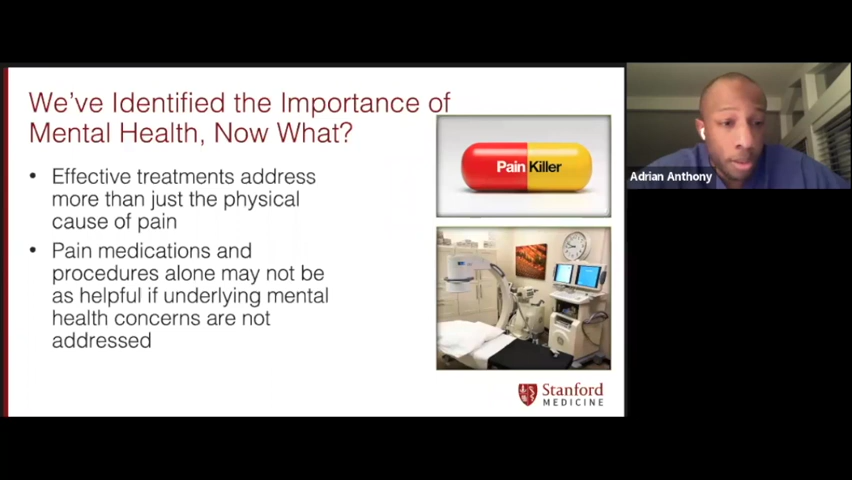 We've Identified the Importance of
Mental Health, Now What?
• Effective treatments address
more than just the physical
cause of pain
• Pain medications and
procedures alone may not be
as helpful if underlying mental
health concerns are not
addressed
Pain Killer
Stanford
MEDICINE
Adrian Anthony